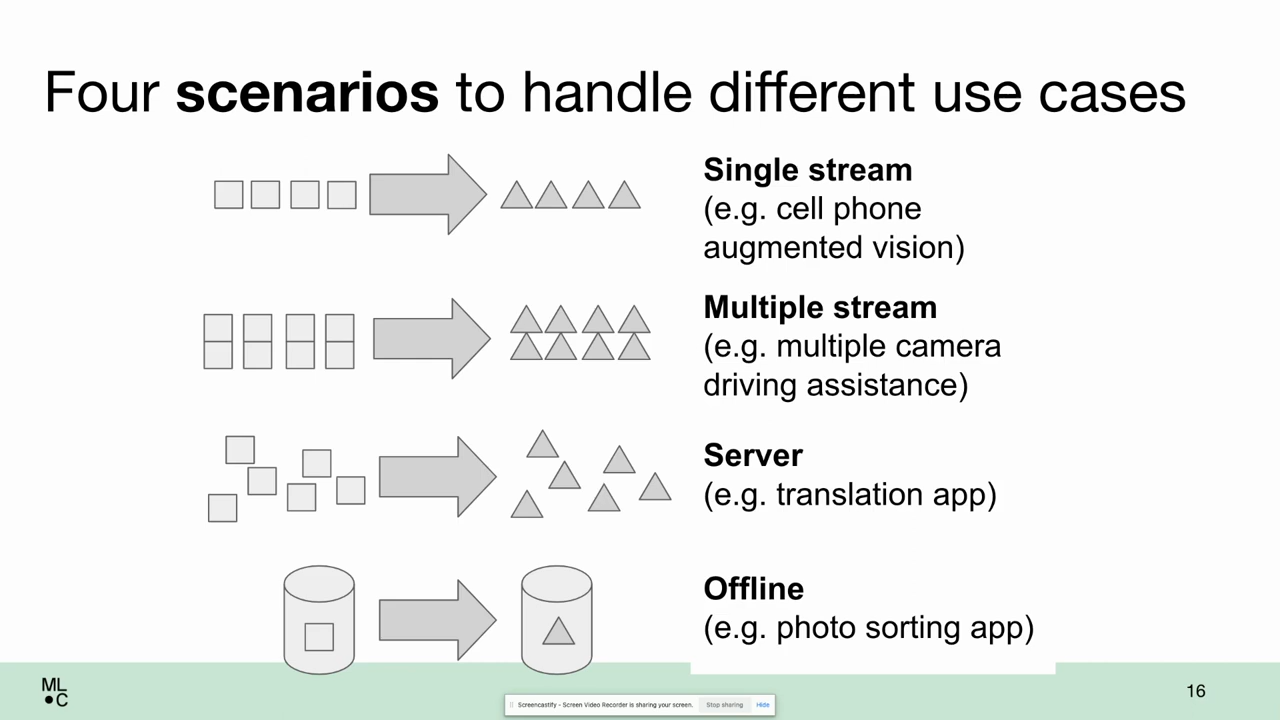 Four scenarios to handle different use cases
Single stream
(e.g. cell phone
augmented vision)
Multiple stream
(e.g. multiple camera
driving assistance)
Server
(e.g. translation app)
Offline
(e.g. photo sorting app)
ML
C
16
Screencastify - Screen Video Recorder is sharing your screen.
Stop sharing
Hide